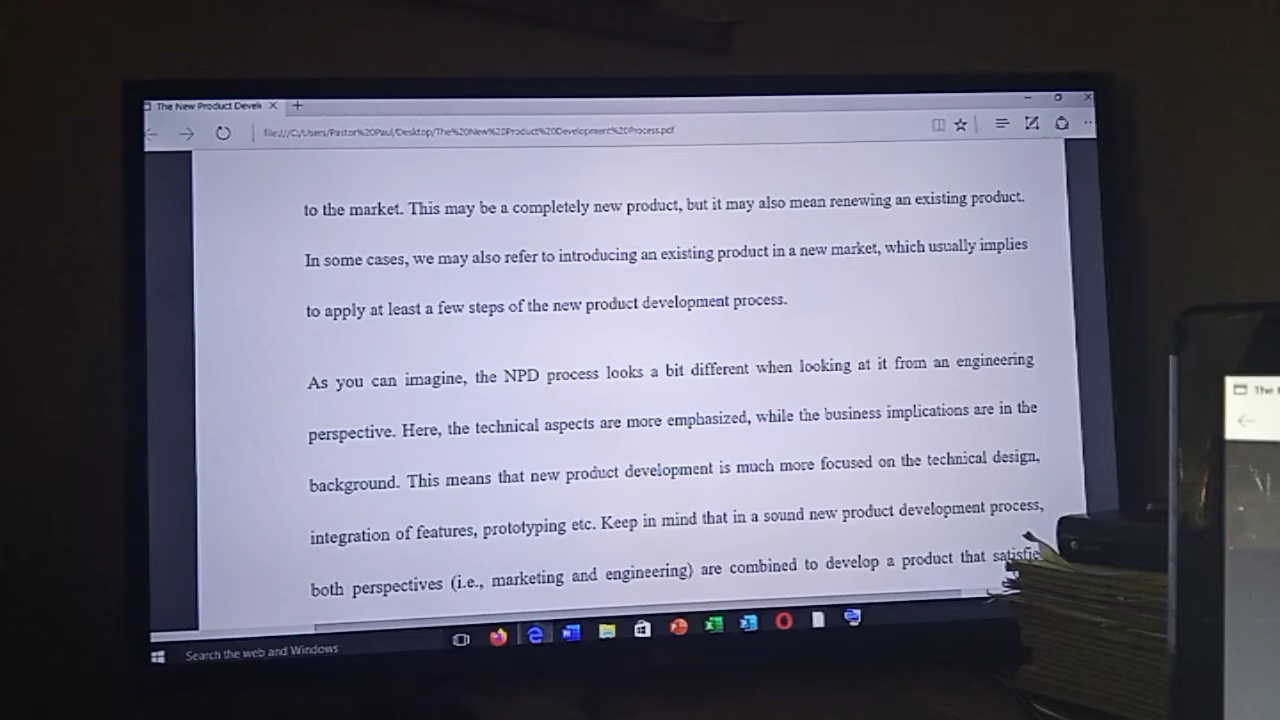 The New Product Devel
file:///C:/Users/Pastor%20Paul/Desktop/The%20New%20Product%20Development%20Process.pdf
to the market. This may be a completely new product, but it may also mean renewing an existing product.
In some cases, we may also refer to introducing an existing product in a new market, which usually implies
to apply at least a few steps of the new product development process.
As you can imagine, the NPD process looks a bit different when looking at it from an engineering
perspective. Here, the technical aspects are more emphasized, while the business implications are in the
background. This means that new product development is much more focused on the technical design,
integration of features, prototyping etc. Keep in mind that in a sound new product development process,
both perspectives (i.e., marketing and engineering) are combined to develop a product that satisfie
Search the web and Windows
The